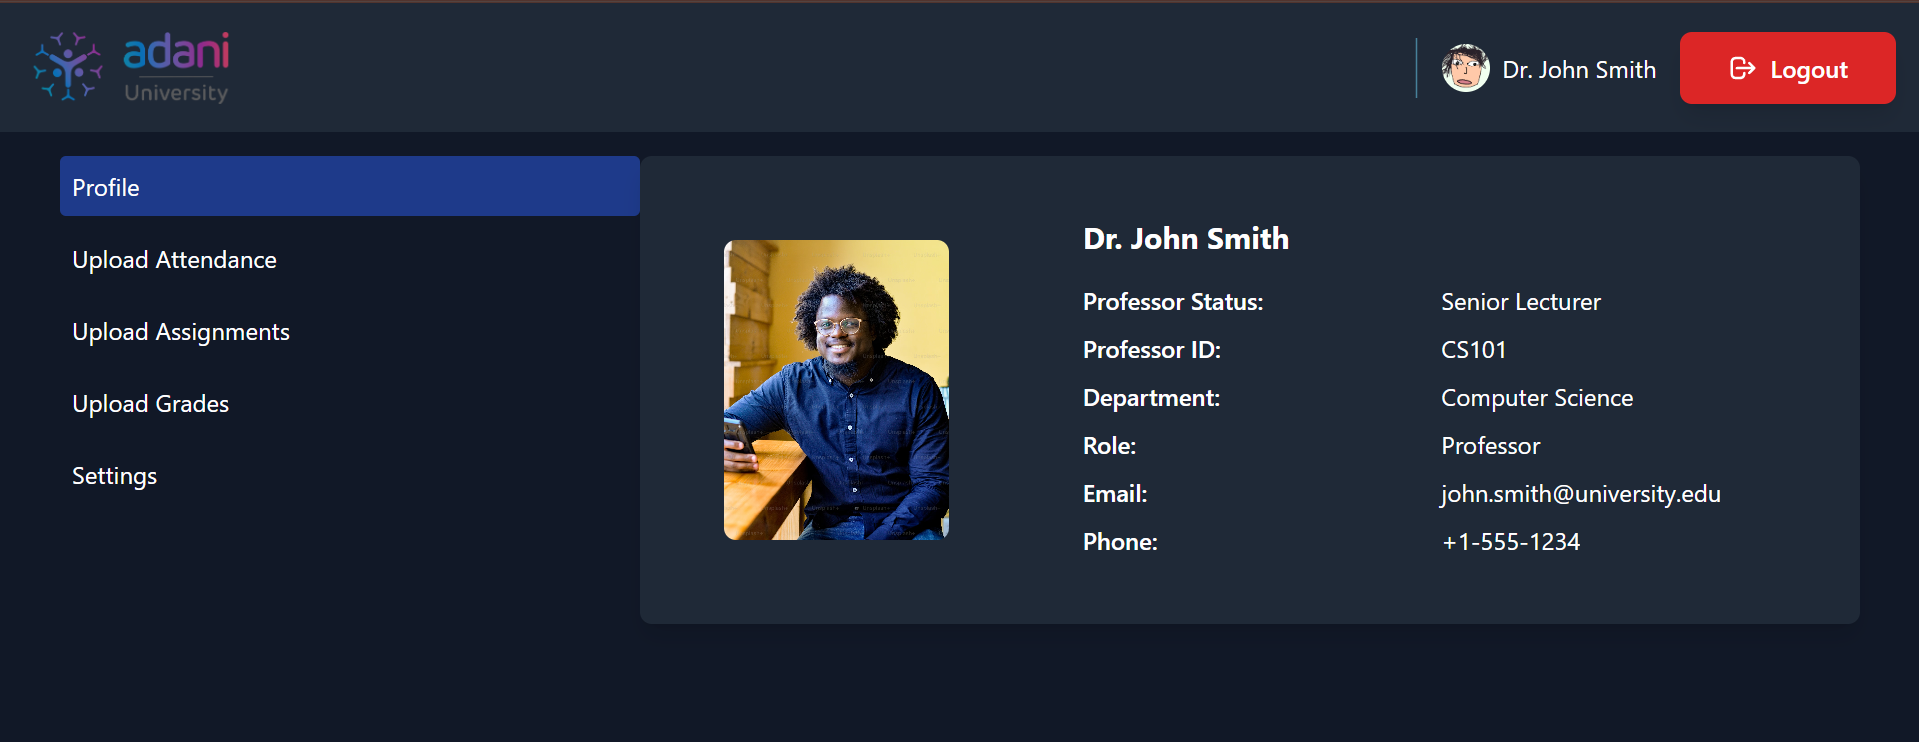 adani
University
Dr. John Smith
Logout
Profile
Upload Attendance
Upload Assignments
Upload Grades
Settings
Dr. John Smith
Professor Status: Senior Lecturer
Professor ID: CS101
Department: Computer Science
Role: Professor
Email: john.smith@university.edu
Phone: +1-555-1234